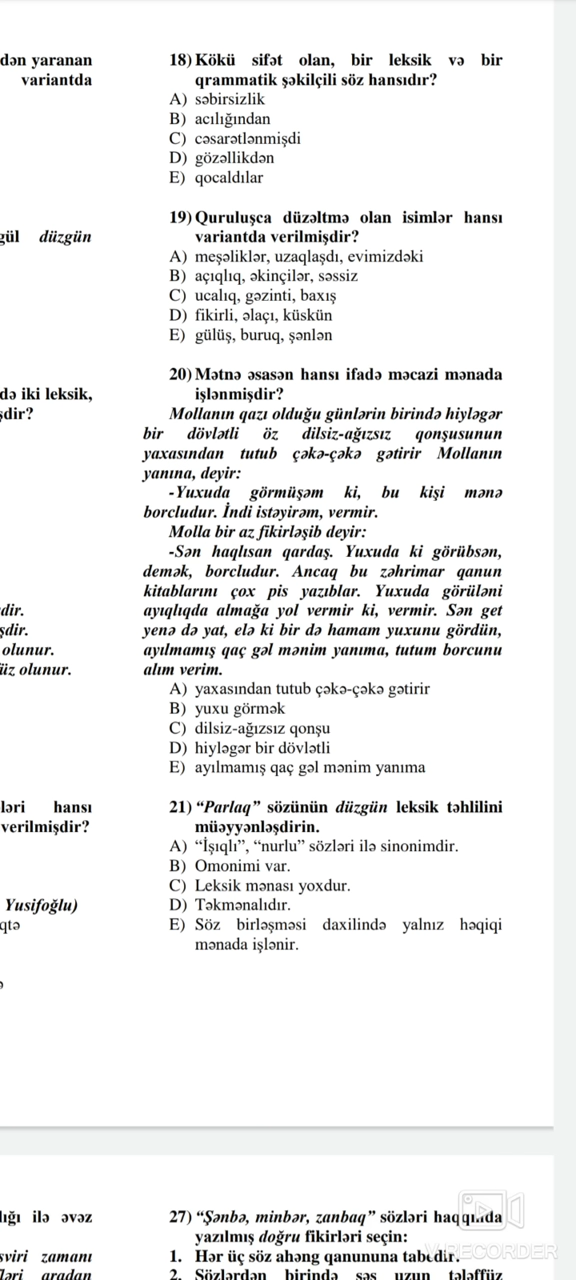 dən yaranan
variantda
gül düzgün
də iki leksik,
şdir?
dir.
şdir.
olunur.
üz olunur.
ləri hansı
verilmişdir?
Yusifoğlu)
qtə
ə
18) Kökü sifət olan, bir leksik və bir
qrammatik şəkilçili söz hansıdır?
A) səbirsizlik
B) acılığından
C) cəsarətlənmişdi
D) gözəllikdən
E) qocaldılar
19) Quruluşca düzəltmə olan isimlər hansı
variantda verilmişdir?
A) meşəliklər, uzaqlaşdı, evimizdəki
B) açıqlıq, əkinçilər, səssiz
C) ucalıq, gəzinti, baxış
D) fikirli, əlaçı, küskün
E) gülüş, buruq, şənlən
20) Mətnə əsasən hansı ifadə məcazi mənada
işlənmişdir?
Mollanın qazı olduğu günlərin birində hiyləgər
bir dövlətli öz dilsiz-ağızsız qonşusunun
yaxasından tutub çəkə-çəkə gətirir Mollanın
yanına, deyir:
-Yuxuda görmüşəm ki, bu kişi mənə
borcludur. İndi istəyirəm, vermir.
Molla bir az fikirləşib deyir:
-Sən haqlısan qardaş. Yuxuda ki görübsən,
demək, borcludur. Ancaq bu zəhrimar qanun
kitablarını çox pis yazıblar. Yuxuda görüləni
ayıqlıqda almağa yol vermir ki, vermir. Sən get
yenə də yat, elə ki bir də hamam yuxunu gördün,
ayılmamış qaç gəl mənim yanıma, tutum borcunu
alım verim.
A) yaxasından tutub çəkə-çəkə gətirir
B) yuxu görmək
C) dilsiz-ağızsız qonşu
D) hiyləgər bir dövlətli
E) ayılmamış qaç gəl mənim yanıma
21) “Parlaq” sözünün düzgün leksik təhlilini
müəyyənləşdirin.
A) “İşıqlı”, “nurlu” sözləri ilə sinonimdir.
B) Omonimi var.
C) Leksik mənası yoxdur.
D) Təkmənalıdır.
E) Söz birləşməsi daxilində yalnız həqiqi
mənada işlənir.
lığı ilə əvəz
sviri zamanı
ləri aradan
27) “Şənbə, minbər, zanbaq” sözləri haqqında
yazılmış doğru fikirləri seçin:
1. Hər üç söz ahəng qanununa tabedir.
2. Sözlərdən birində səs uzun tələffüz
V RECORDER